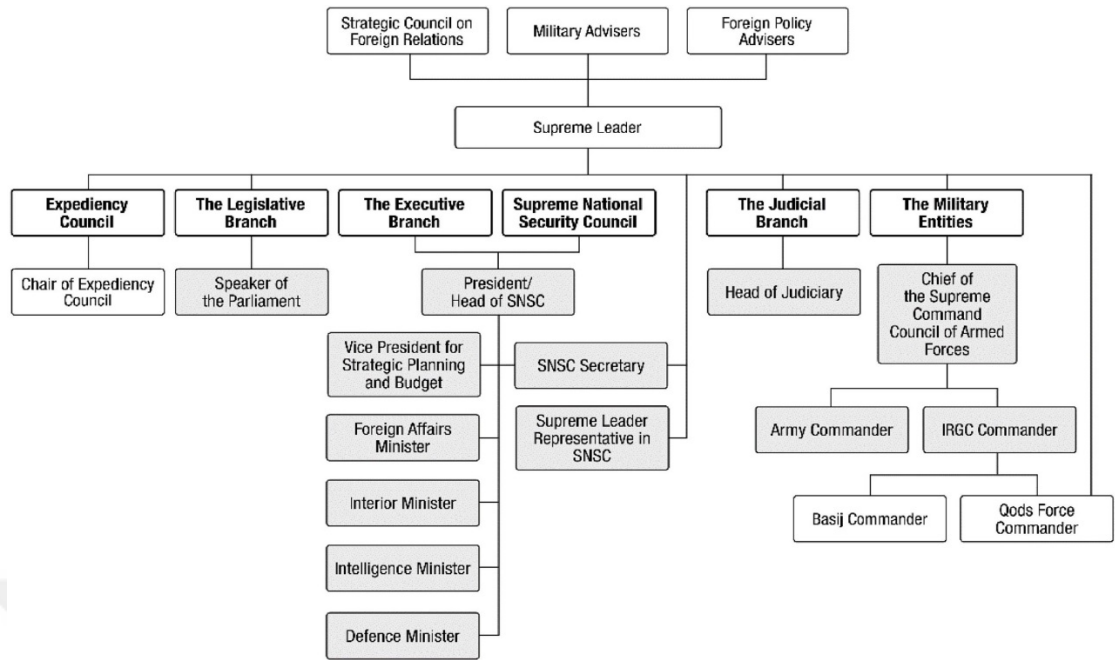 Strategic Council on
Foreign Relations
Military Advisers
Foreign Policy
Advisers
Supreme Leader
Expediency
Council
The Legislative
Branch
The Executive
Branch
Supreme National
Security Council
The Judicial
Branch
The Military
Entities
Chair of Expediency
Council
Speaker of
the Parliament
President/
Head of SNSC
Head of Judiciary
Chief of
the Supreme
Command
Council of Armed
Forces
Vice President for
Strategic Planning
and Budget
SNSC Secretary
Foreign Affairs
Minister
Supreme Leader
Representative in
SNSC
Army Commander
IRGC Commander
Interior Minister
Basij Commander
Qods Force
Commander
Intelligence Minister
Defence Minister